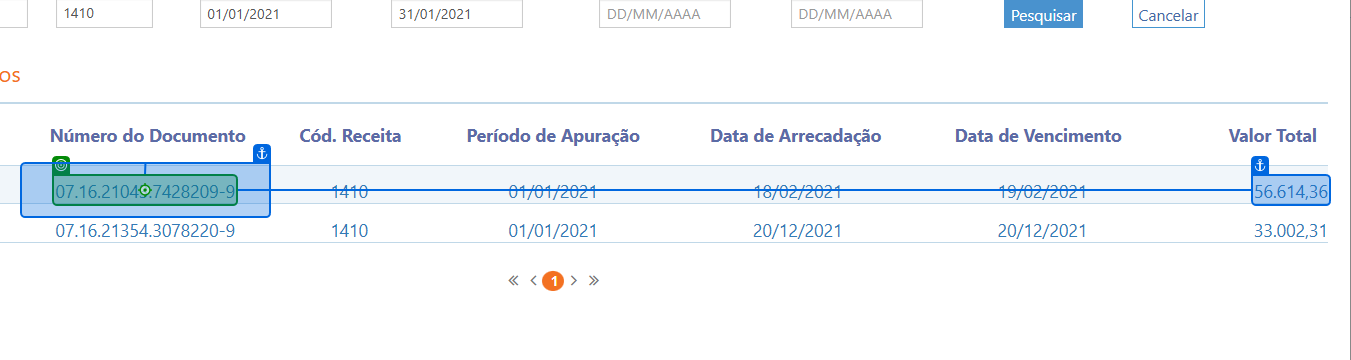 1410 01/01/2021 31/01/2021 DD/MM/AAAA DD/MM/AAAA Pesquisar Cancelar
os
Número do Documento Cód. Receita Período de Apuração Data de Arrecadação Data de Vencimento Valor Total
07.16.21045.7428209-9 1410 01/01/2021 18/02/2021 19/02/2021 56.614,36
07.16.21354.3078220-9 1410 01/01/2021 20/12/2021 20/12/2021 33.002,31
« ‹ 1 › »